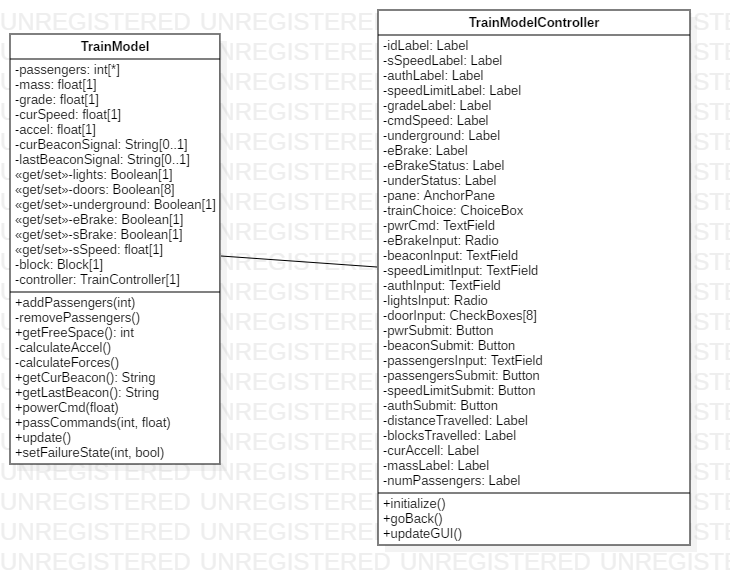 TrainModel
-passengers: int[*]
-mass: float[1]
-grade: float[1]
-curSpeed: float[1]
-accel: float[1]
-curBeaconSignal: String[0..1]
-lastBeaconSignal: String[0..1]
«get/set»-lights: Boolean[1]
«get/set»-doors: Boolean[8]
«get/set»-underground: Boolean[1]
«get/set»-eBrake: Boolean[1]
«get/set»-sBrake: Boolean[1]
«get/set»-sSpeed: float[1]
-block: Block[1]
-controller: TrainController[1]
+addPassengers(int)
-removePassengers()
+getFreeSpace(): int
-calculateAccel()
-calculateForces()
+getCurBeacon(): String
+getLastBeacon(): String
+powerCmd(float)
+passCommands(int, float)
+update()
+setFailureState(int, bool)
TrainModelController
-idLabel: Label
-sSpeedLabel: Label
-authLabel: Label
-speedLimitLabel: Label
-gradeLabel: Label
-cmdSpeed: Label
-underground: Label
-eBrake: Label
-eBrakeStatus: Label
-underStatus: Label
-pane: AnchorPane
-trainChoice: ChoiceBox
-pwrCmd: TextField
-eBrakeInput: Radio
-beaconInput: TextField
-speedLimitInput: TextField
-authInput: TextField
-lightsInput: Radio
-doorInput: CheckBoxes[8]
-pwrSubmit: Button
-beaconSubmit: Button
-passengersInput: TextField
-passengersSubmit: Button
-speedLimitSubmit: Button
-authSubmit: Button
-distanceTravelled: Label
-blocksTravelled: Label
-curAccell: Label
-massLabel: Label
-numPassengers: Label
+initialize()
+goBack()
+updateGUI()
UNREGISTERED UNREGISTERED UNREGISTERED UNREGISTERED